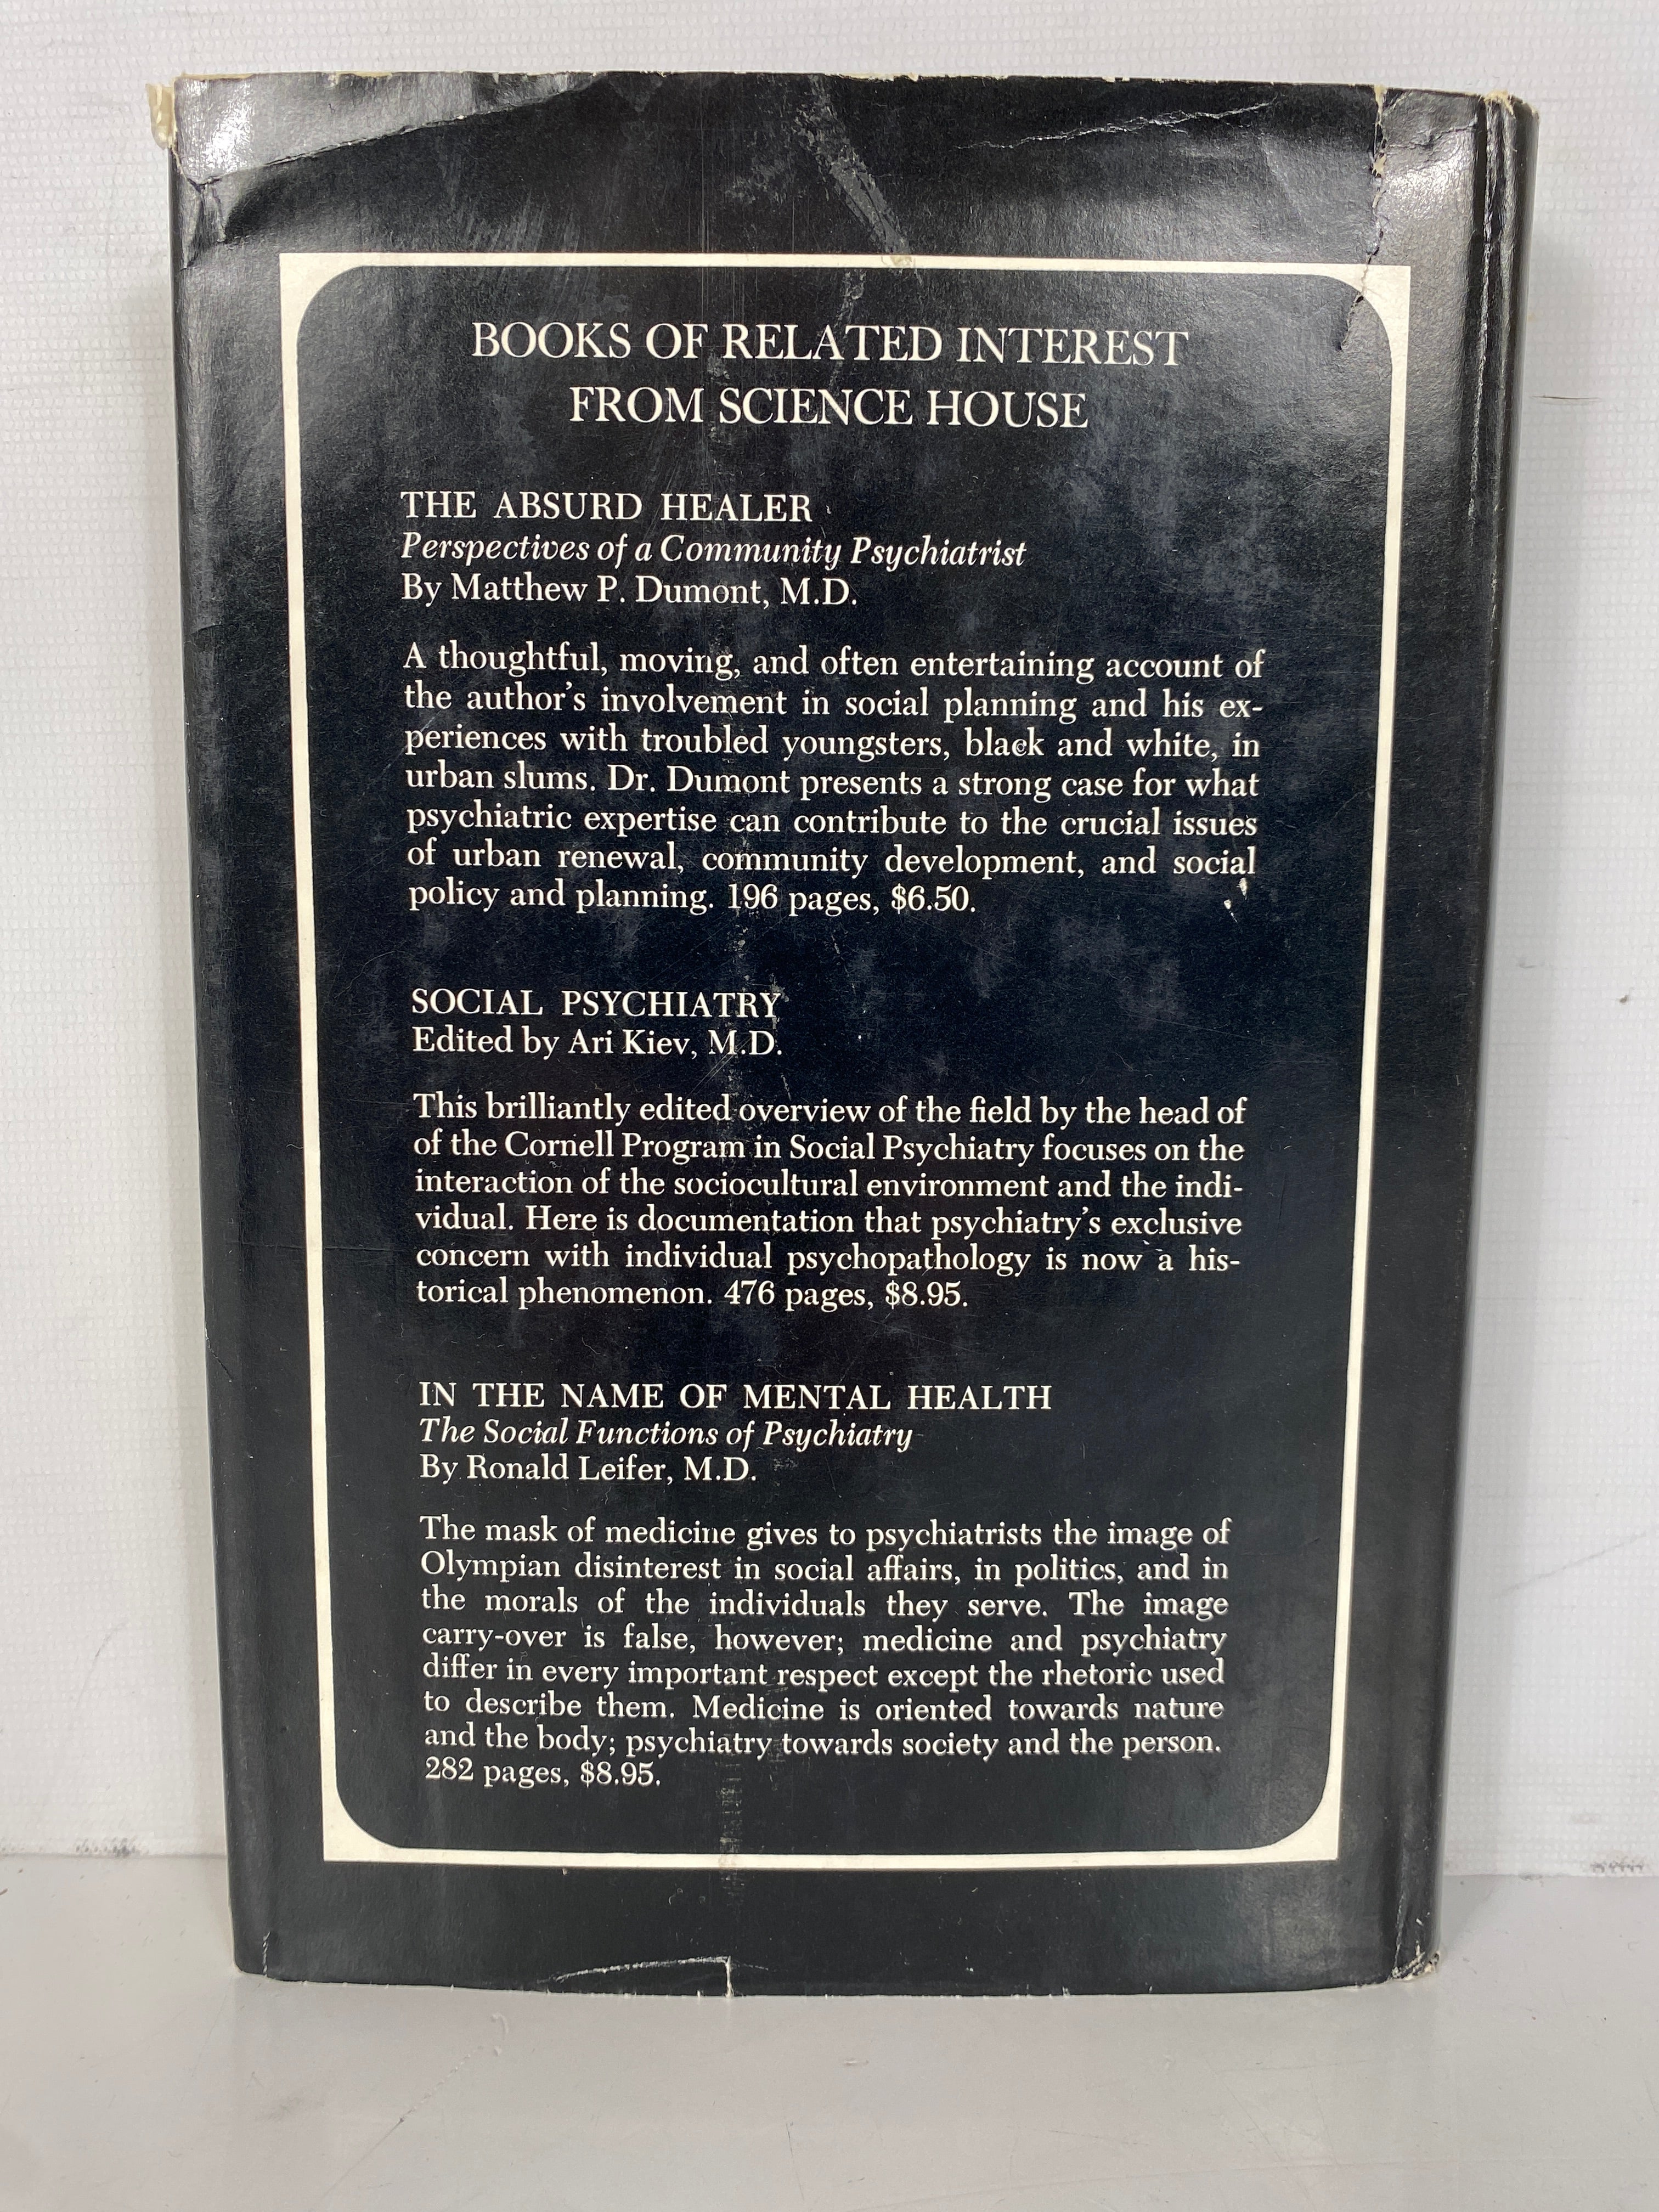 BOOKS OF RELATED INTEREST
FROM SCIENCE HOUSE
THE ABSURD HEALER
Perspectives of a Community Psychiatrist
By Matthew P. Dumont, M.D.
A thoughtful, moving, and often entertaining account of
the author's involvement in social planning and his ex-
periences with troubled youngsters, black and white, in
urban slums. Dr. Dumont presents a strong case for what
psychiatric expertise can contribute to the crucial issues
of urban renewal, community development, and social
policy and planning. 196 pages, $6.50.
SOCIAL PSYCHIATRY
Edited by Ari Kiev, M.D.
This brilliantly edited overview of the field by the head of
of the Cornell Program in Social Psychiatry focuses on the
interaction of the sociocultural environment and the indi-
vidual. Here is documentation that psychiatry's exclusive
concern with individual psychopathology is now a his-
torical phenomenon. 476 pages, $8.95.
IN THE NAME OF MENTAL HEALTH
The Social Functions of Psychiatry
By Ronald Leifer, M.D.
The mask of medicine gives to psychiatrists the image of
Olympian disinterest in social affairs, in politics, and in
the morals of the individuals they serve. The image
carry-over is false, however; medicine and psychiatry
differ in every important respect except the rhetoric used
to describe them. Medicine is oriented towards nature
and the body; psychiatry towards society and the person.
282 pages, $8.95.